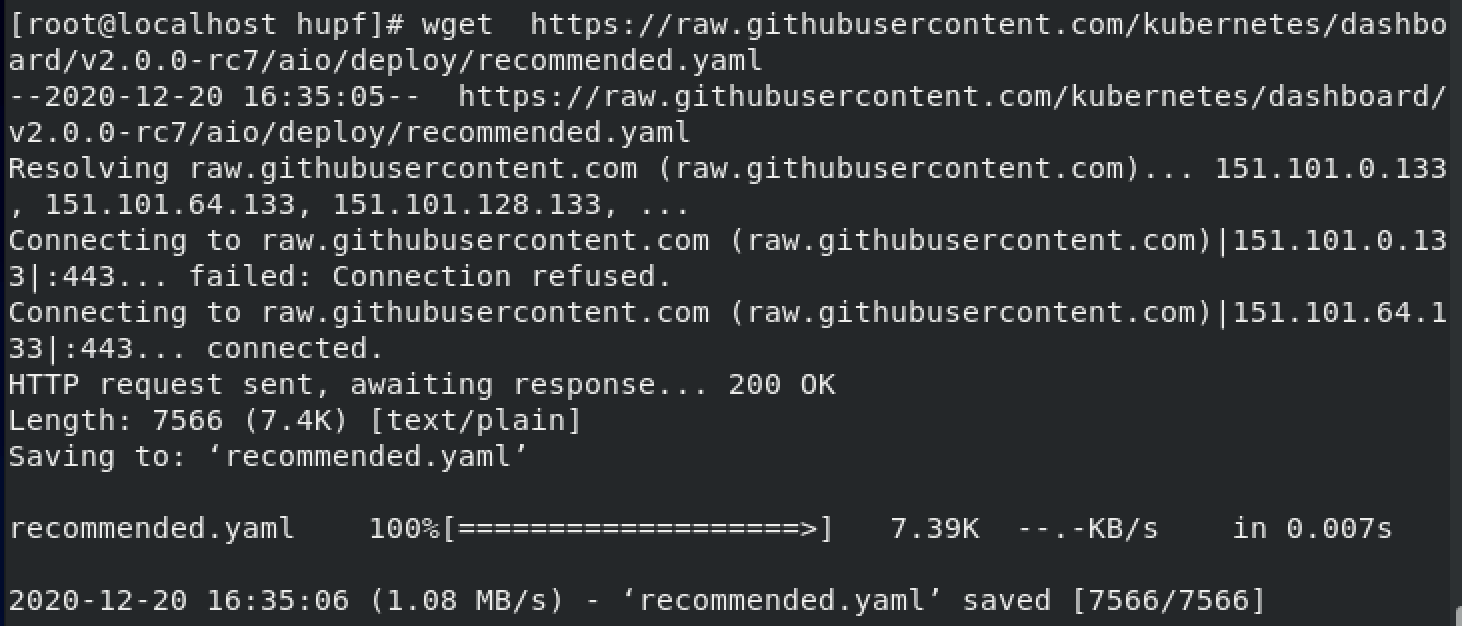 [root@localhost hupf]# wget  https://raw.githubusercontent.com/kubernetes/dashbo
ard/v2.0.0-rc7/aio/deploy/recommended.yaml
--2020-12-20 16:35:05--  https://raw.githubusercontent.com/kubernetes/dashboard/
v2.0.0-rc7/aio/deploy/recommended.yaml
Resolving raw.githubusercontent.com (raw.githubusercontent.com)... 151.101.0.133
, 151.101.64.133, 151.101.128.133, ...
Connecting to raw.githubusercontent.com (raw.githubusercontent.com)|151.101.0.13
3|:443... failed: Connection refused.
Connecting to raw.githubusercontent.com (raw.githubusercontent.com)|151.101.64.1
33|:443... connected.
HTTP request sent, awaiting response... 200 OK
Length: 7566 (7.4K) [text/plain]
Saving to: ‘recommended.yaml’
recommended.yaml    100%[===================>]   7.39K  --.-KB/s    in 0.007s
2020-12-20 16:35:06 (1.08 MB/s) - ‘recommended.yaml’ saved [7566/7566]